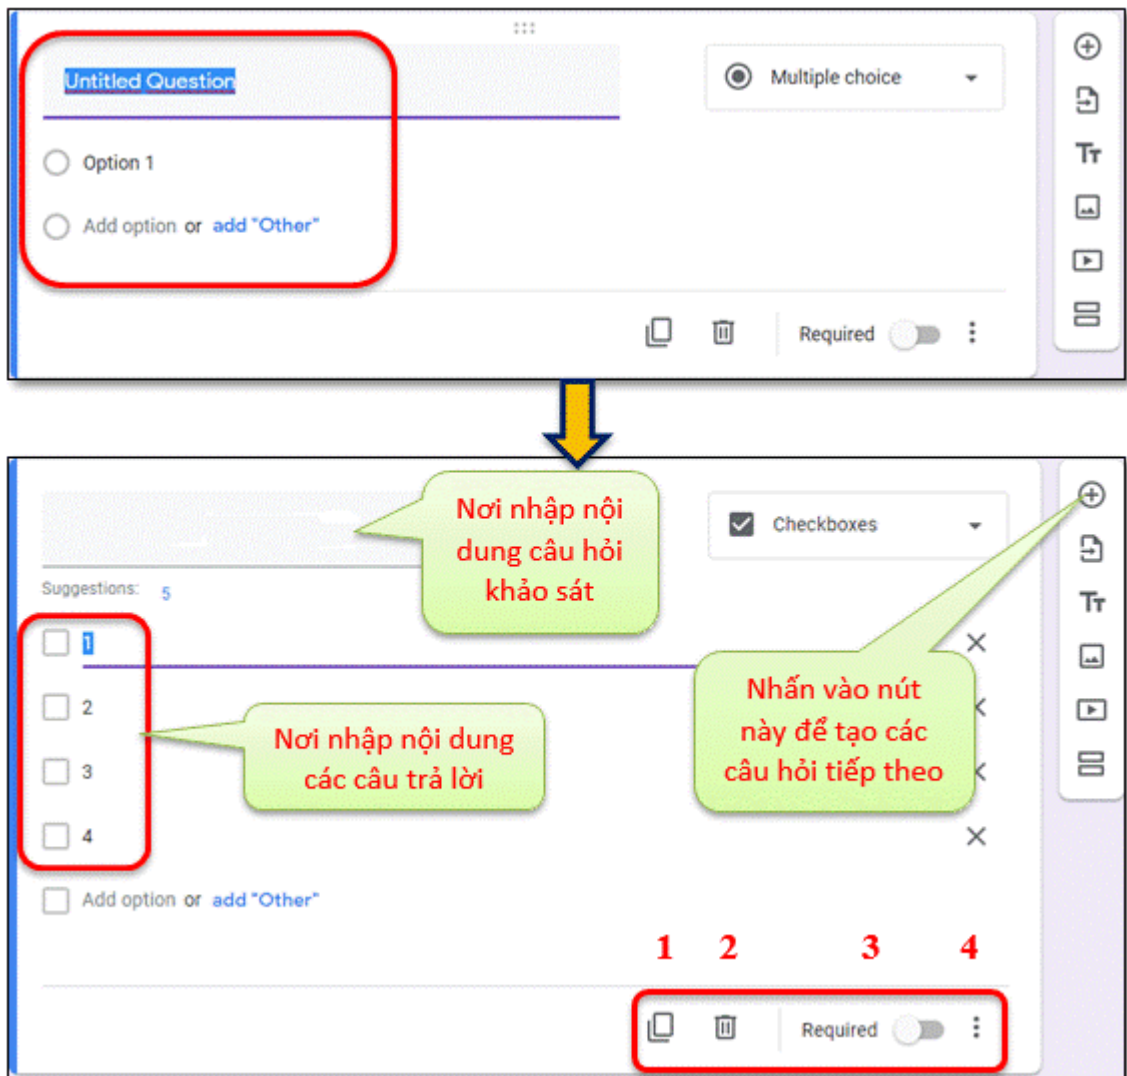 Untitled Question
Multiple choice
Option 1
Add option or add "Other"
Required
Tт
Nơi nhập nội
dung câu hỏi
khảo sát
Checkboxes
Suggestions: 5
1
2
3
4
Nơi nhập nội dung
các câu trả lời
Nhấn vào nút
này để tạo các
câu hỏi tiếp theo
Tт
Add option or add "Other"
1 2 3 4
Required